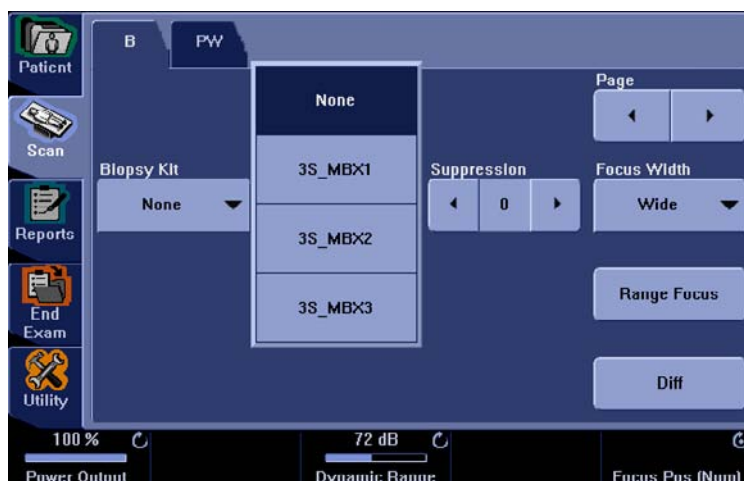 Patient
B
PW
None
Page
Scan
Biopsy Kit
3S_MBX1
Suppression
Focus Width
None
0
Wide
3S_MBX2
Reports
3S_MBX3
Range Focus
End
Exam
Diff
Utility
100 %
72 dB
Power Output
Dynamic Range
Focus Pos (Num)